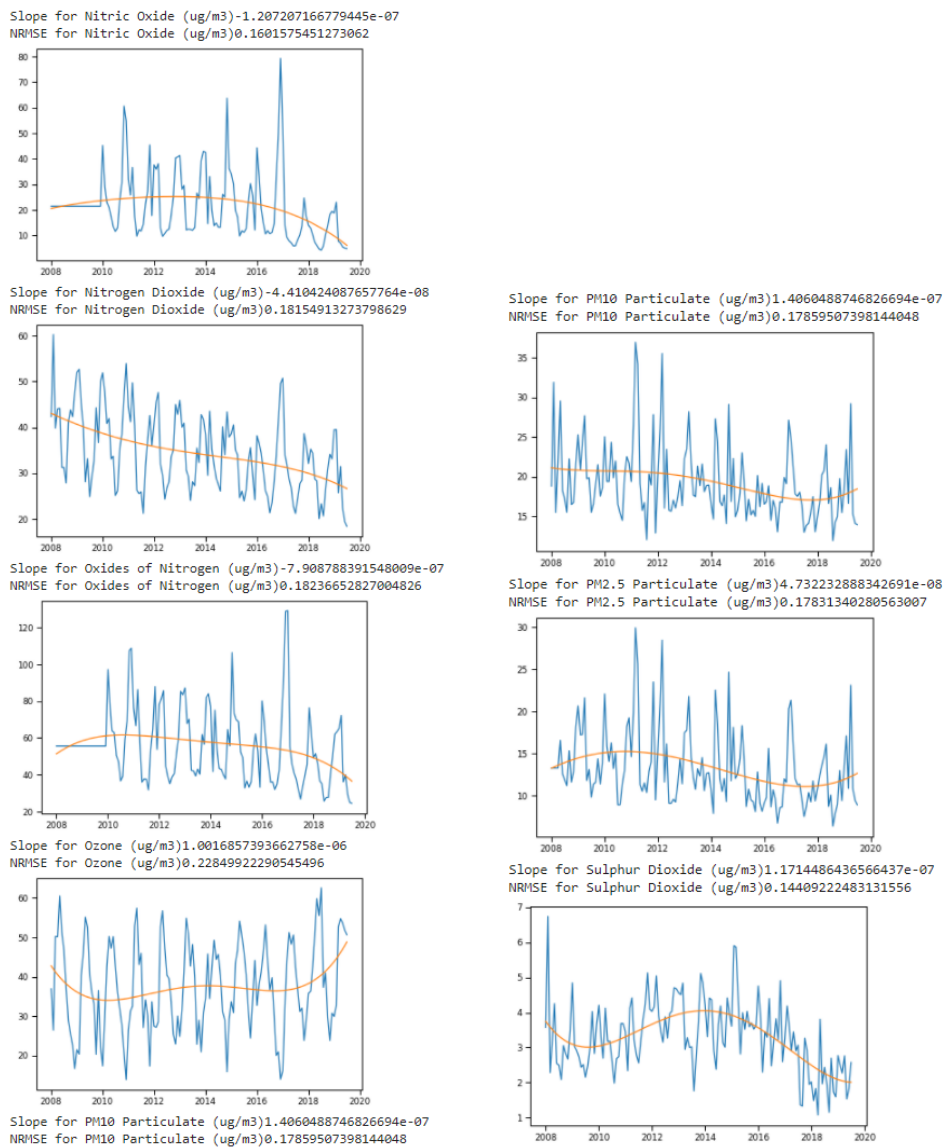 Slope for Nitric Oxide (ug/m3)-1.207207166779445e-07
NRMSE for Nitric Oxide (ug/m3)0.1601575451273062
80
70
60
50
40
30
20
10
2008 2010 2012 2014 2016 2018 2020
Slope for Nitrogen Dioxide (ug/m3)-4.410424087657764e-08
NRMSE for Nitrogen Dioxide (ug/m3)0.18154913273798629
60
50
40
30
20
2008 2010 2012 2014 2016 2018 2020
Slope for Oxides of Nitrogen (ug/m3)-7.908788391548009e-07
NRMSE for Oxides of Nitrogen (ug/m3)0.18236652827004826
120
100
80
60
40
20
2008 2010 2012 2014 2016 2018 2020
Slope for Ozone (ug/m3)1.0016857393662758e-06
NRMSE for Ozone (ug/m3)0.22849922290545496
60
50
40
30
20
2008 2010 2012 2014 2016 2018 2020
Slope for PM10 Particulate (ug/m3)1.4060488746826694e-07
NRMSE for PM10 Particulate (ug/m3)0.17859507398144048
Slope for PM10 Particulate (ug/m3)1.4060488746826694e-07
NRMSE for PM10 Particulate (ug/m3)0.17859507398144048
35
30
25
20
15
2008 2010 2012 2014 2016 2018 2020
Slope for PM2.5 Particulate (ug/m3)4.732232888342691e-08
NRMSE for PM2.5 Particulate (ug/m3)0.17831340280563007
30
25
20
15
10
2008 2010 2012 2014 2016 2018 2020
Slope for Sulphur Dioxide (ug/m3)1.1714486436566437e-07
NRMSE for Sulphur Dioxide (ug/m3)0.14409222483131556
7
6
5
4
3
2
1
2008 2010 2012 2014 2016 2018 2020